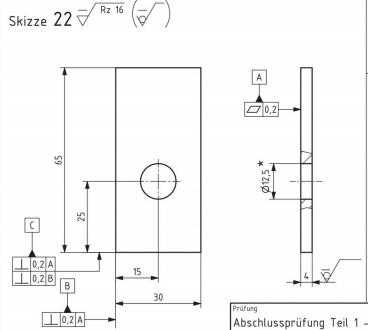 Skizze 22 Rz 16
A
0,2
65
25
Ø12,5*
C
0,2 A
0,2 B
B
0,2 A
15
30
4
Prüfung
Abschlussprüfung Teil 1 –